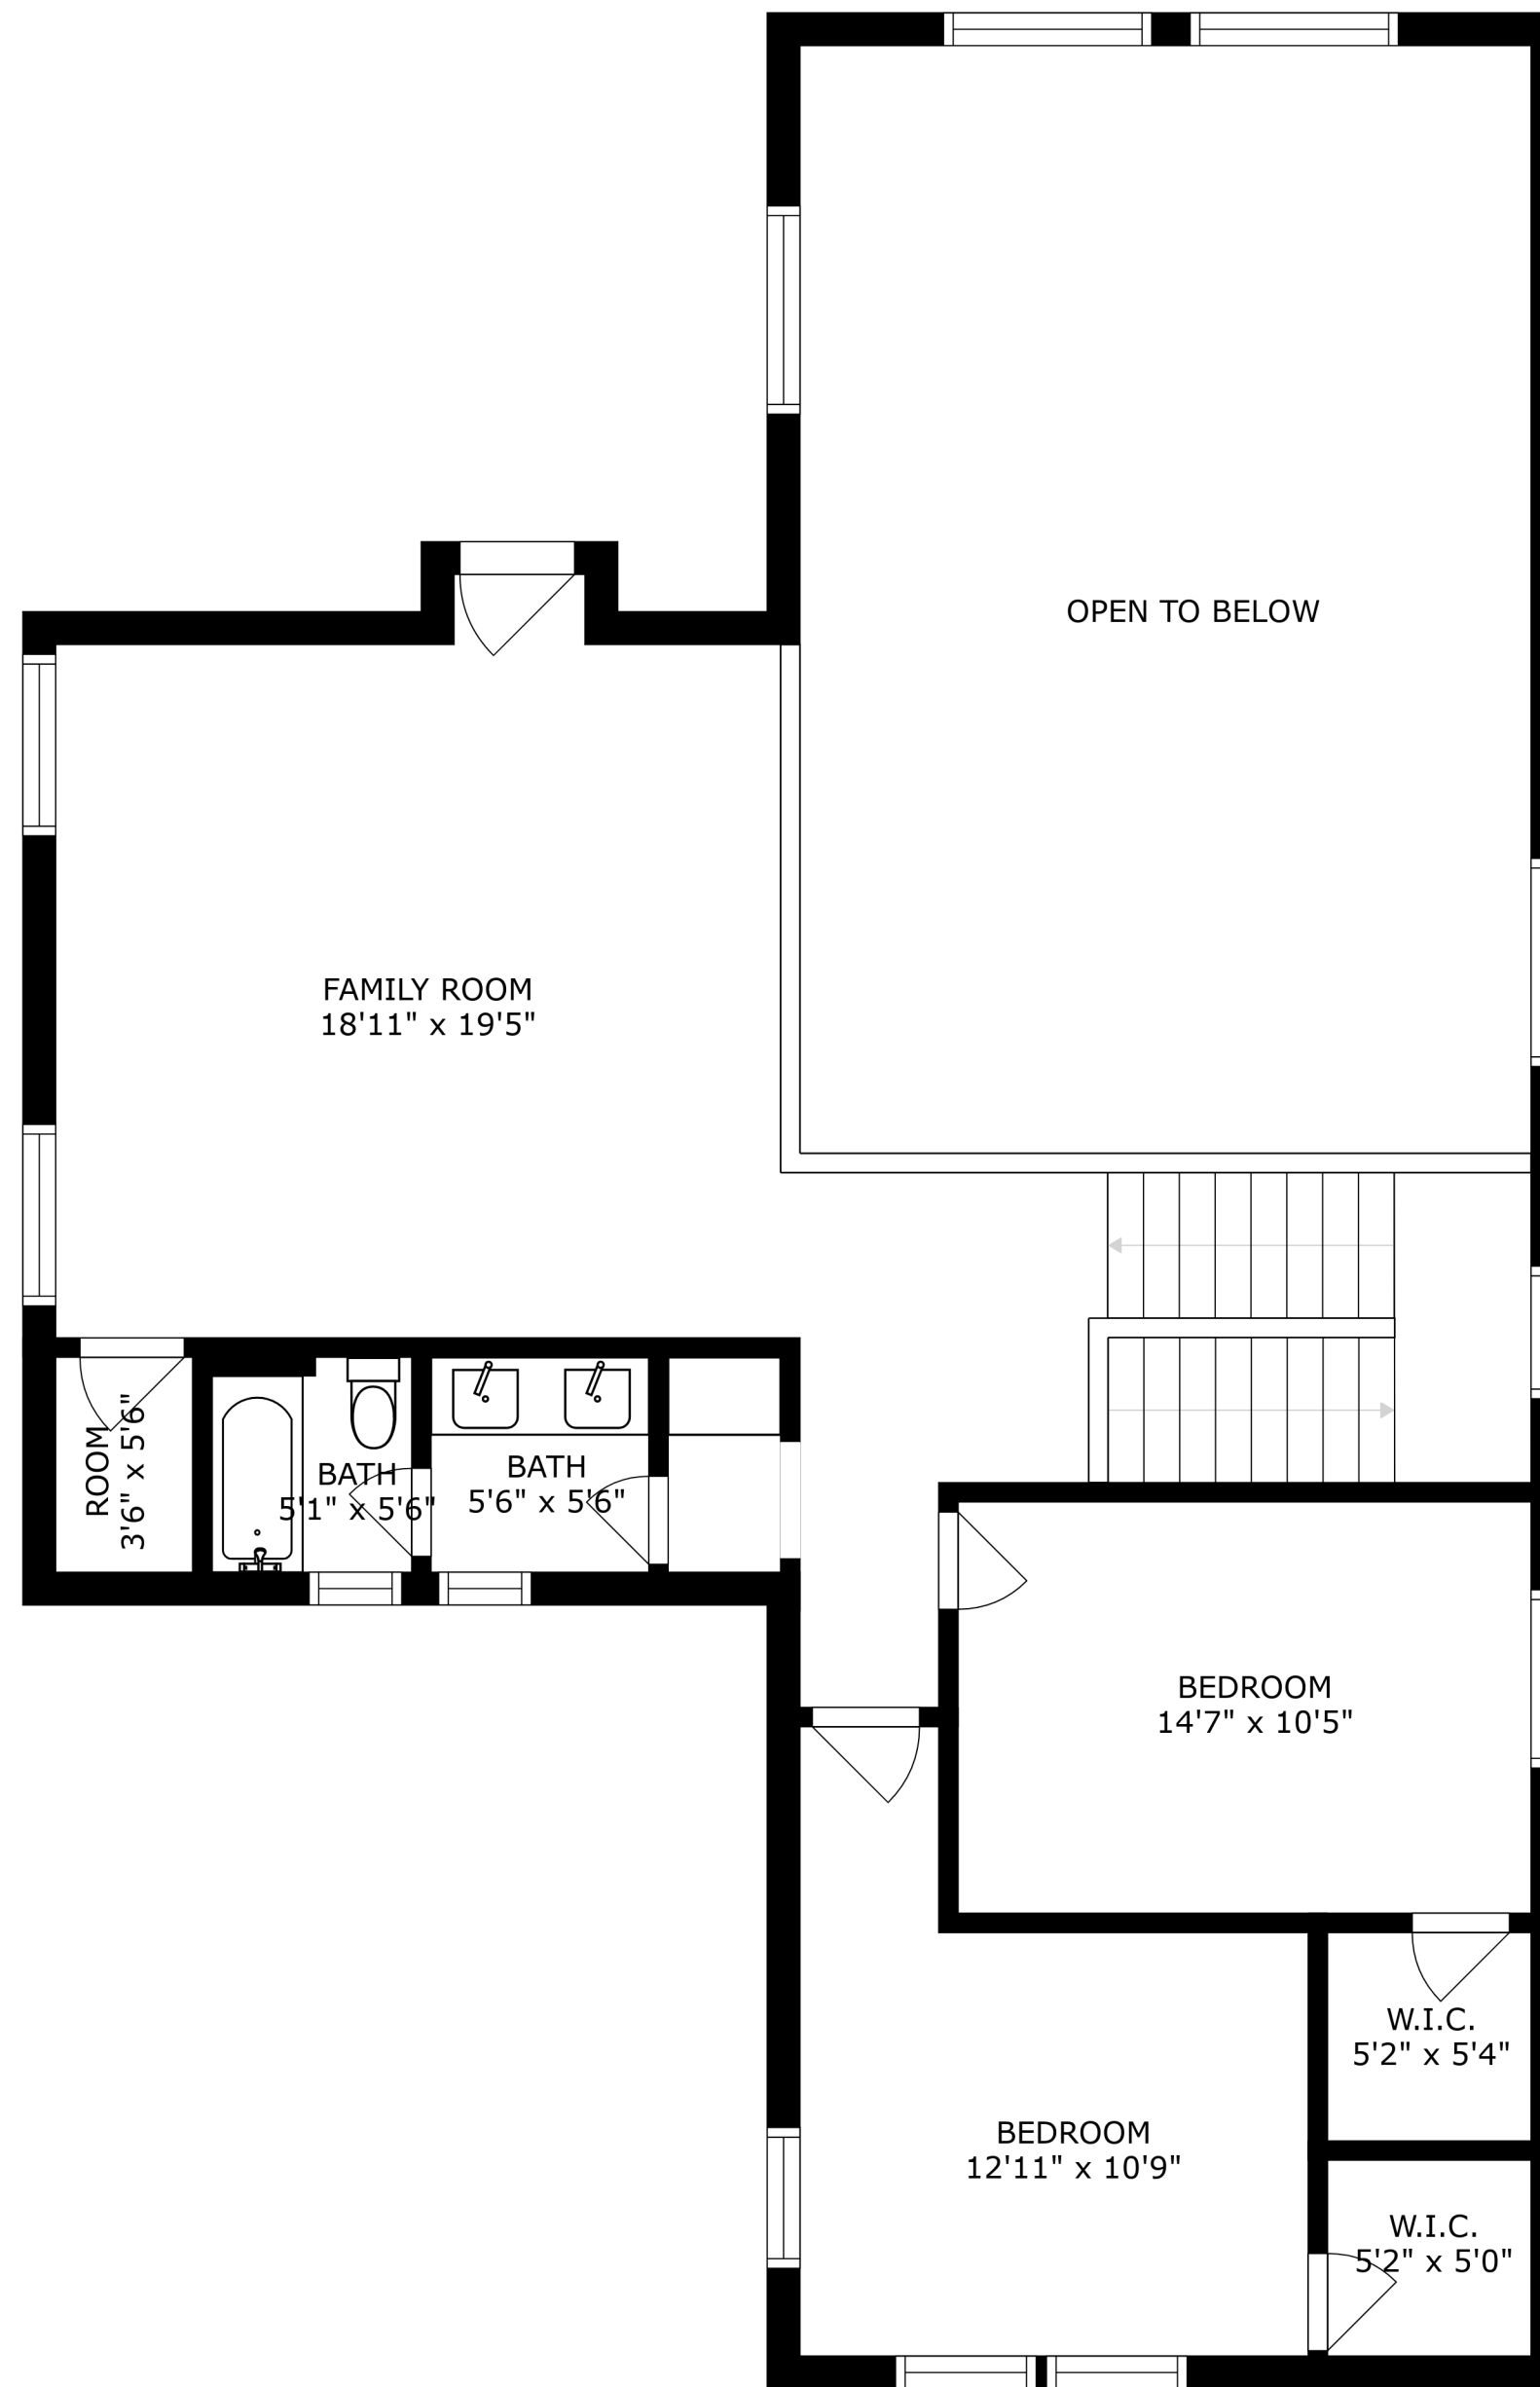 OPEN TO BELOW
FAMILY ROOM
18'11" x 19'5"
ROOM
3'6" x 5'6"
BATH
5'1" x 5'6"
BATH
5'6" x 5'6"
BEDROOM
14'7" x 10'5"
W.I.C.
5'2" x 5'4"
BEDROOM
12'11" x 10'9"
W.I.C.
5'2" x 5'0"